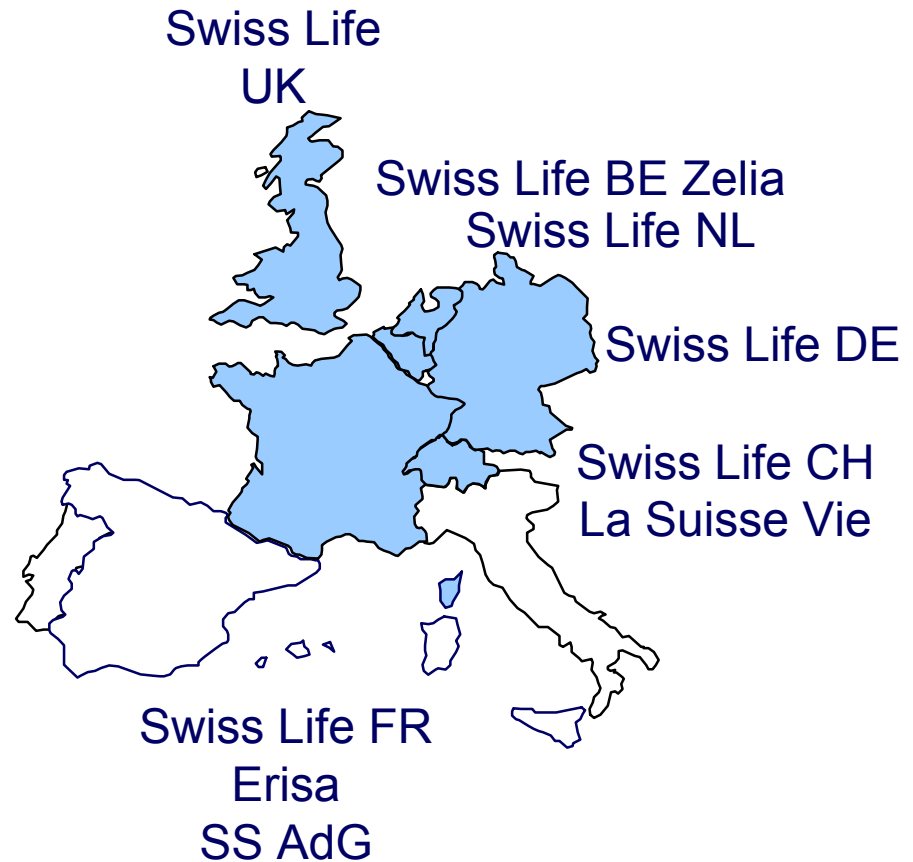 Swiss Life
UK
Swiss Life BE Zelia
Swiss Life NL
Swiss Life DE
Swiss Life CH
La Suisse Vie
Swiss Life FR
Erisa
SS AdG